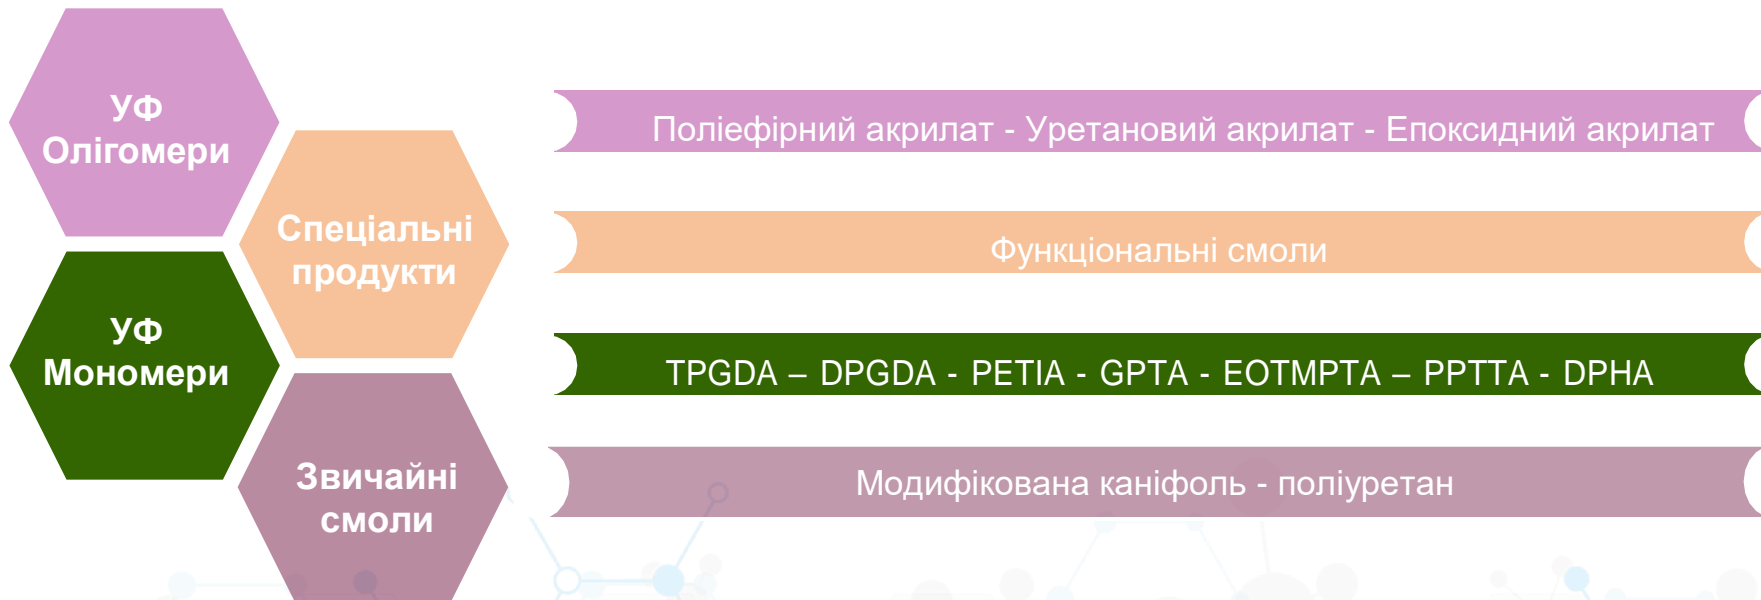 УФ
Олігомери
Поліефірний акрилат - Уретановий акрилат - Епоксидний акрилат
Спеціальні
продукти
Функціональні смоли
УФ
Мономери
TPGDA – DPGDA - PETIA - GPTA - EOTMPTA – PPTTA - DPHA
Звичайні
смоли
Модифікована каніфоль - поліуретан